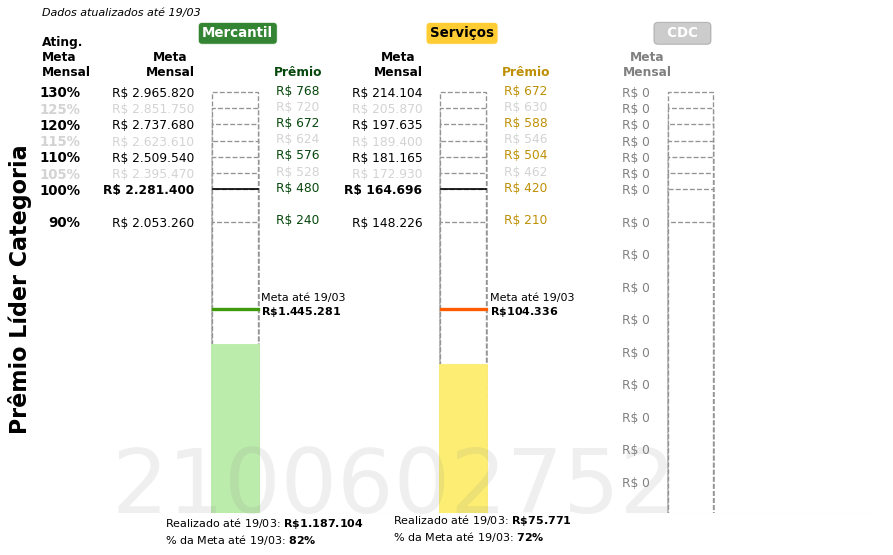 Dados atualizados até 19/03
Mercantil
Serviços
CDC
Ating.
Meta
Mensal
Meta
Mensal
Prêmio
Meta
Mensal
Prêmio
Meta
Mensal
130% R$ 2.965.820 R$ 768 R$ 214.104 R$ 672 R$ 0
125% R$ 2.851.750 R$ 720 R$ 205.870 R$ 630 R$ 0
120% R$ 2.737.680 R$ 672 R$ 197.635 R$ 588 R$ 0
115% R$ 2.623.610 R$ 624 R$ 189.400 R$ 546 R$ 0
110% R$ 2.509.540 R$ 576 R$ 181.165 R$ 504 R$ 0
105% R$ 2.395.470 R$ 528 R$ 172.930 R$ 462 R$ 0
100% R$ 2.281.400 R$ 480 R$ 164.696 R$ 420 R$ 0
90% R$ 2.053.260 R$ 240 R$ 148.226 R$ 210 R$ 0
R$ 0
R$ 0
R$ 0
R$ 0
R$ 0
R$ 0
R$ 0
R$ 0
Meta até 19/03
R$1.445.281
Meta até 19/03
R$104.336
Prêmio Líder Categoria
2100602752
Realizado até 19/03: R$1.187.104
% da Meta até 19/03: 82%
Realizado até 19/03: R$75.771
% da Meta até 19/03: 72%